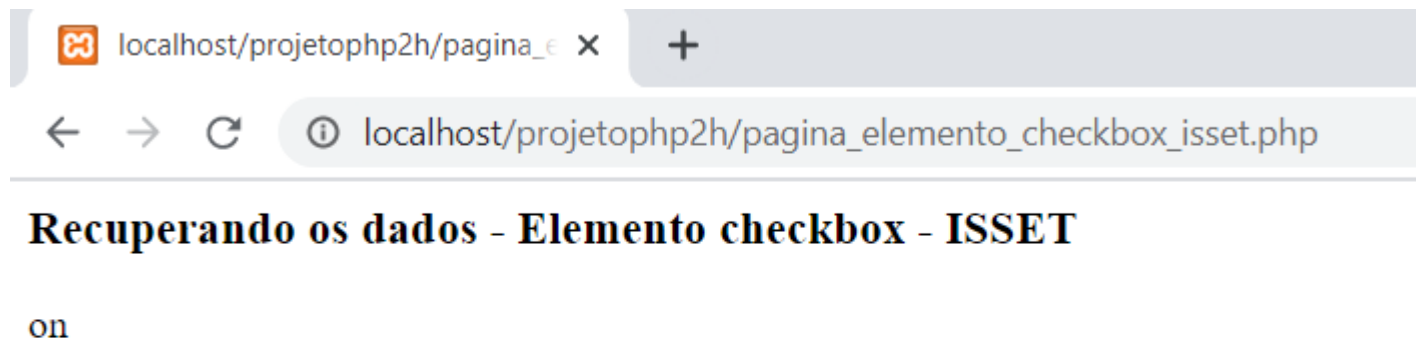 localhost/projetophp2h/pagina_e
localhost/projetophp2h/pagina_elemento_checkbox_isset.php
Recuperando os dados - Elemento checkbox - ISSET
on